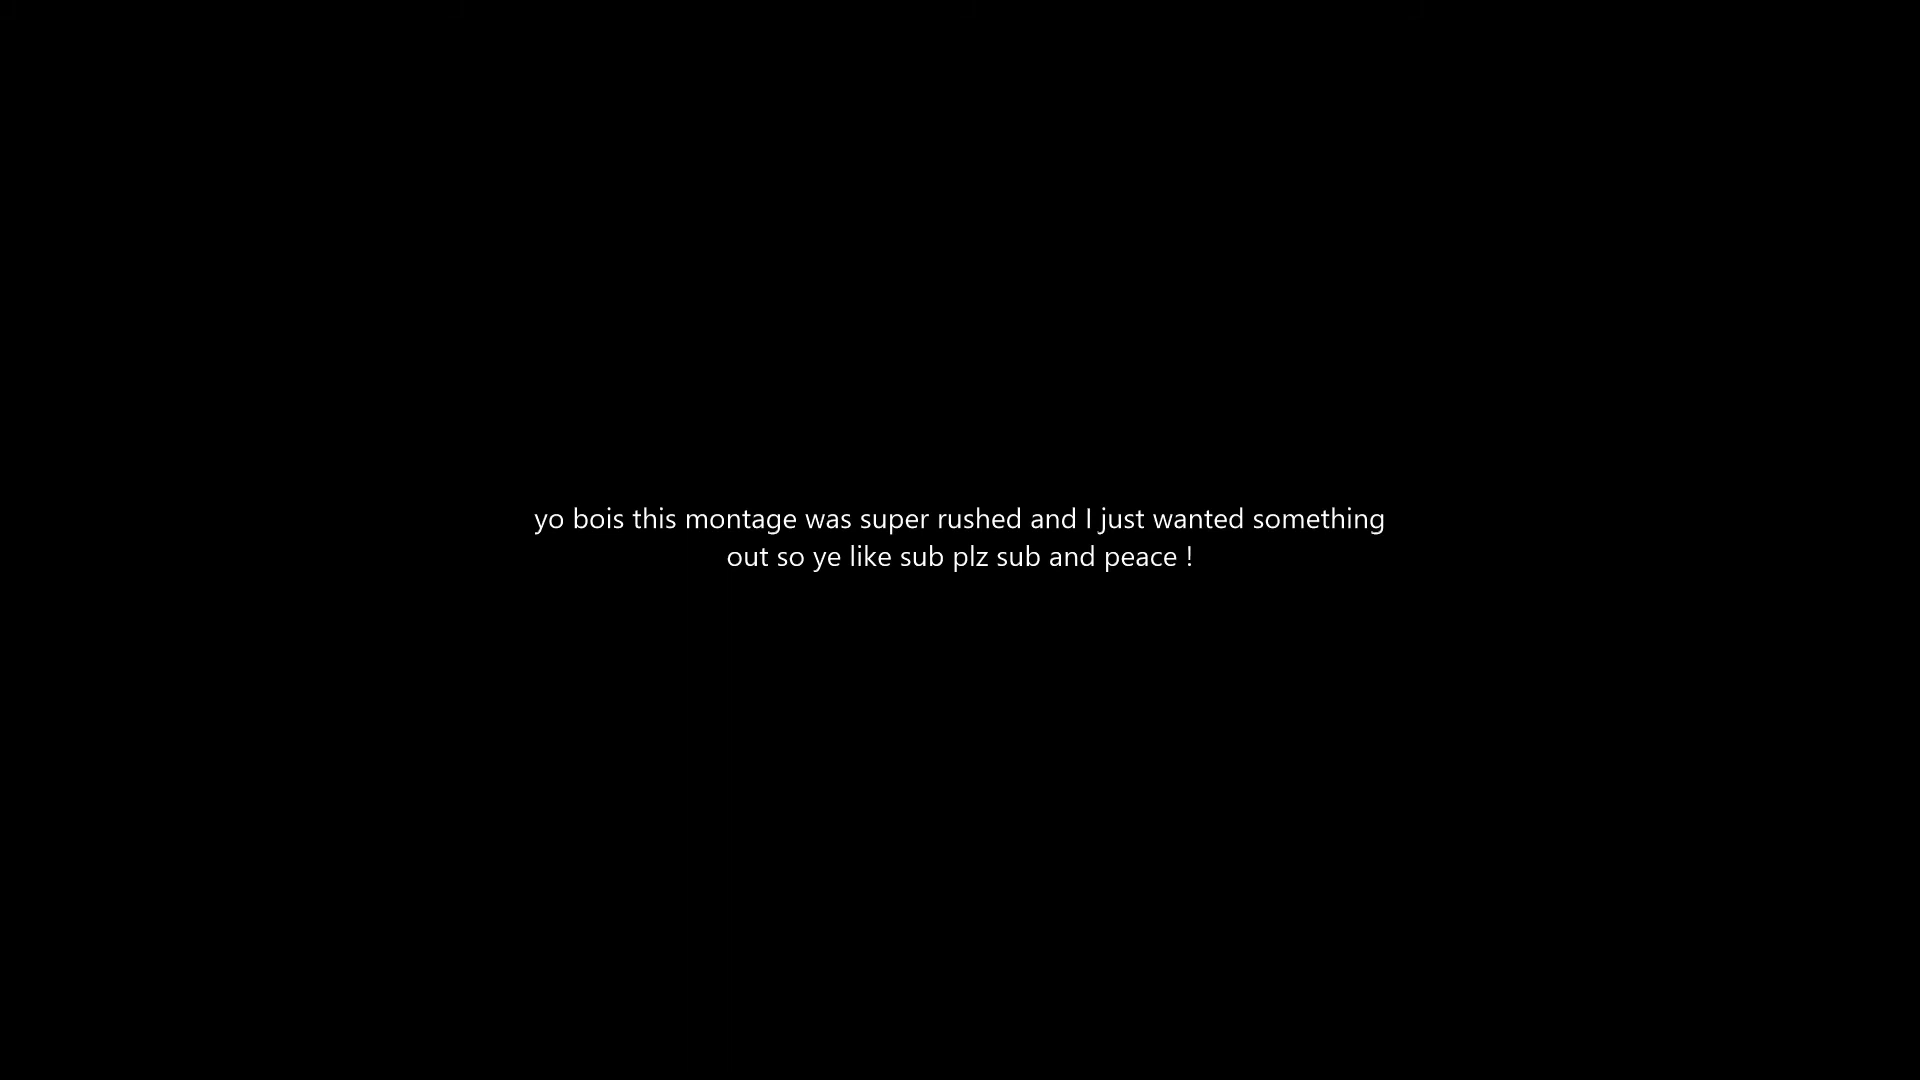 yo bois this montage was super rushed and I just wanted something
out so ye like sub plz sub and peace !